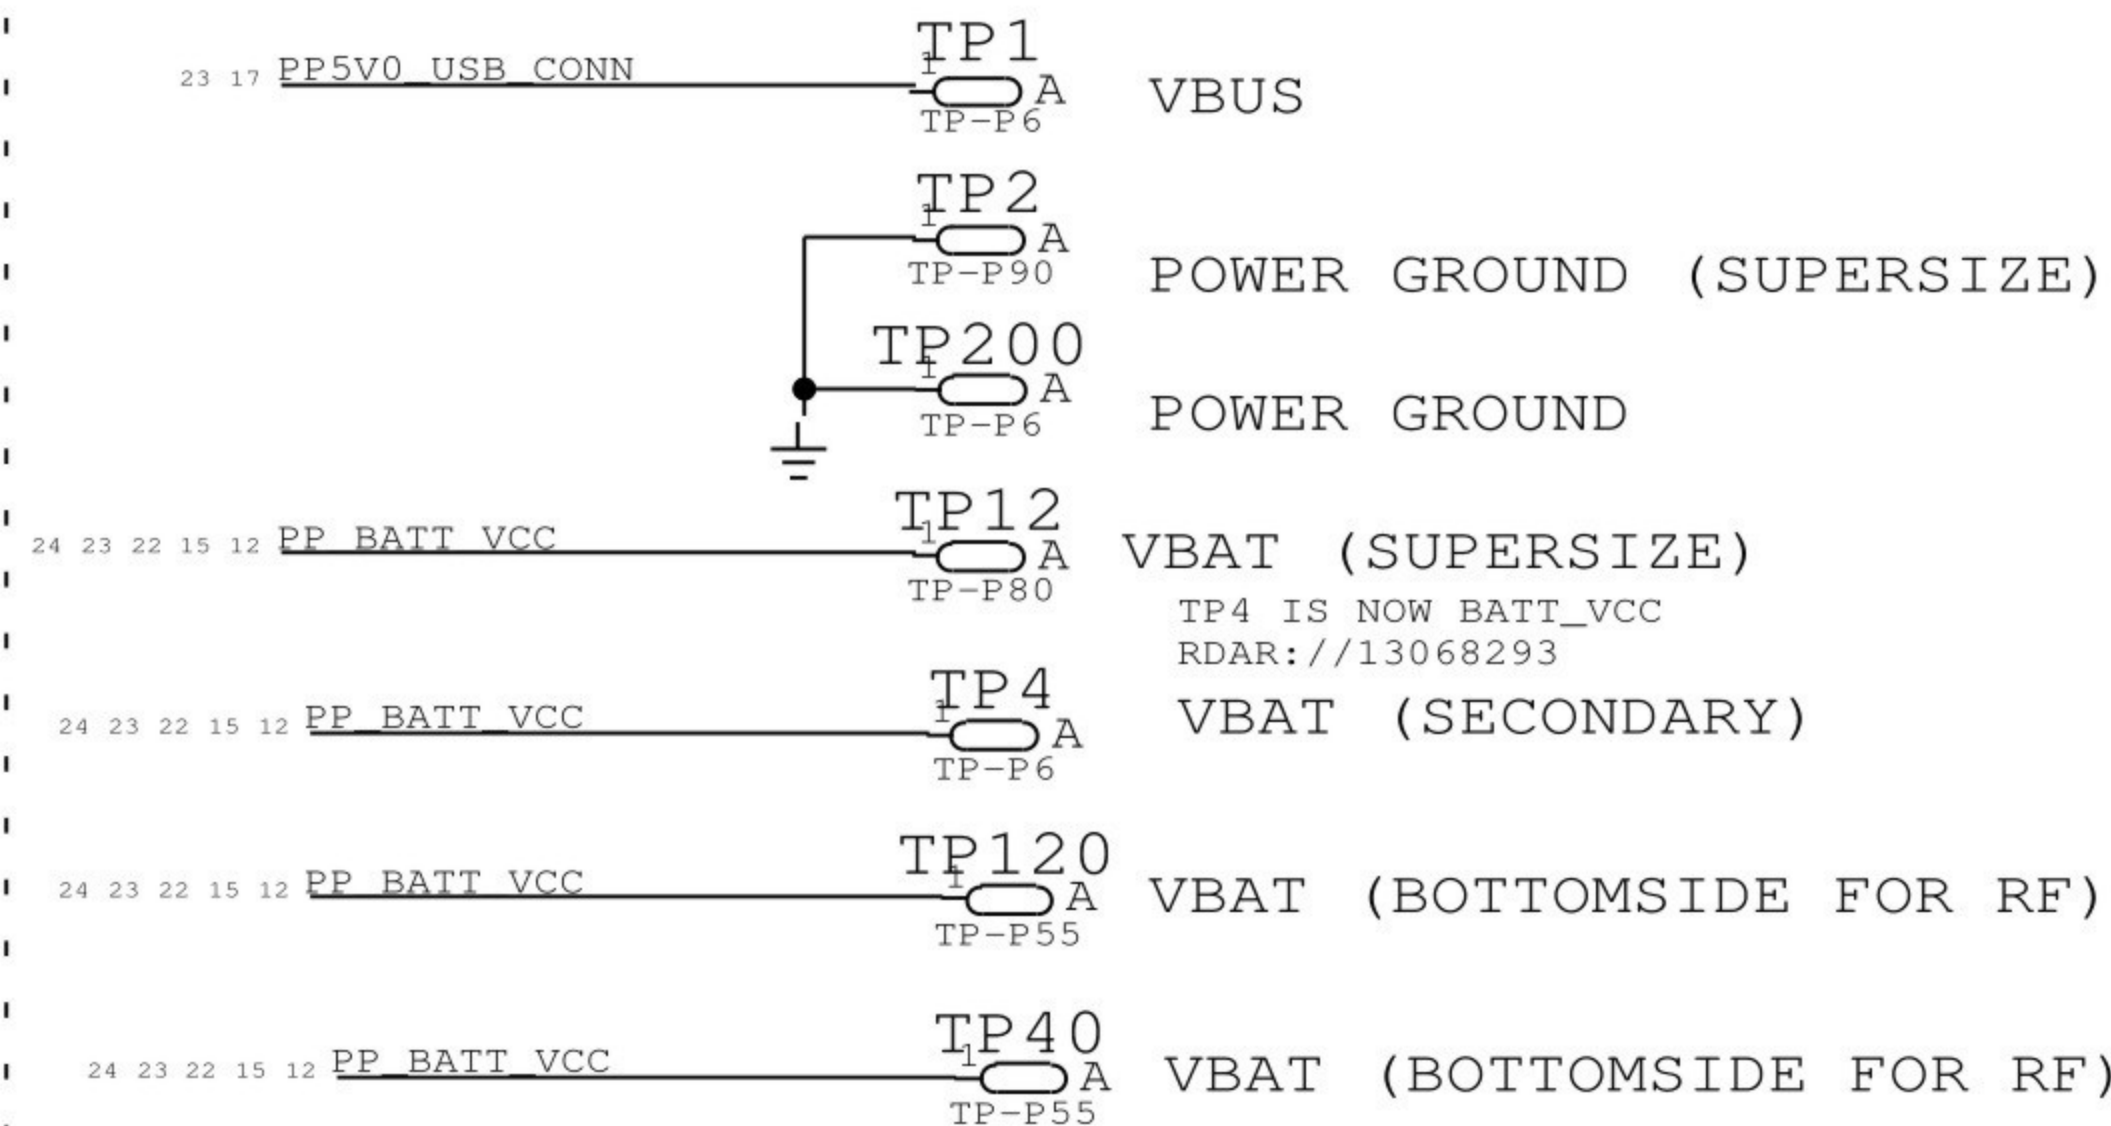 TP1
1
23 17 PP5V0_USB_CONN
A VBUS
TP-P6
TP2
1
A
TP-P90 POWER GROUND (SUPERSIZE)
TP200
1
A
TP-P6 POWER GROUND
TP12
1
24 23 22 15 12 PP_BATT_VCC
A VBAT (SUPERSIZE)
TP-P80
TP4 IS NOW BATT_VCC
RDAR://13068293
TP4
1
24 23 22 15 12 PP_BATT_VCC
A VBAT (SECONDARY)
TP-P6
TP120
1
24 23 22 15 12 PP_BATT_VCC
A VBAT (BOTTOMSIDE FOR RF)
TP-P55
TP40
1
24 23 22 15 12 PP_BATT_VCC
A VBAT (BOTTOMSIDE FOR RF)
TP-P55